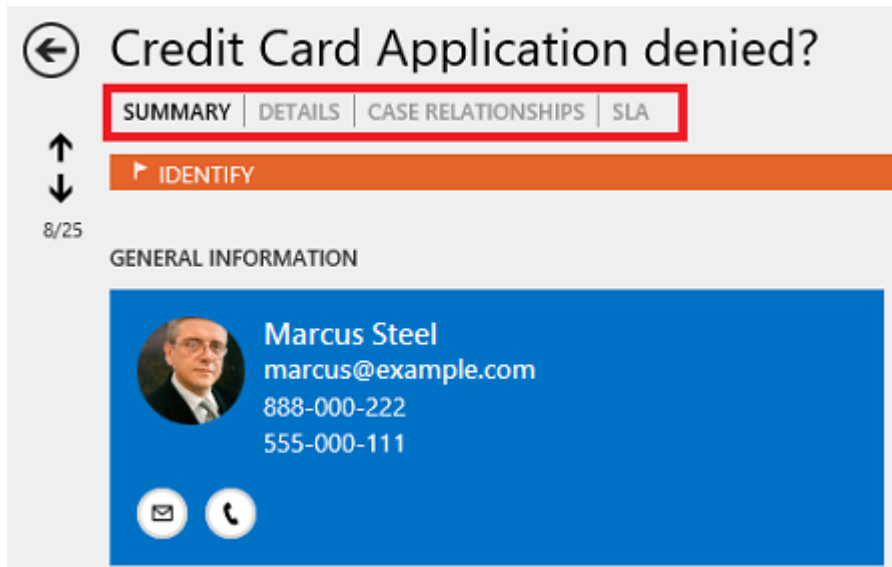 Credit Card Application denied?
SUMMARY | DETAILS | CASE RELATIONSHIPS | SLA
IDENTIFY
8/25
GENERAL INFORMATION
Marcus Steel
marcus@example.com
888-000-222
555-000-111